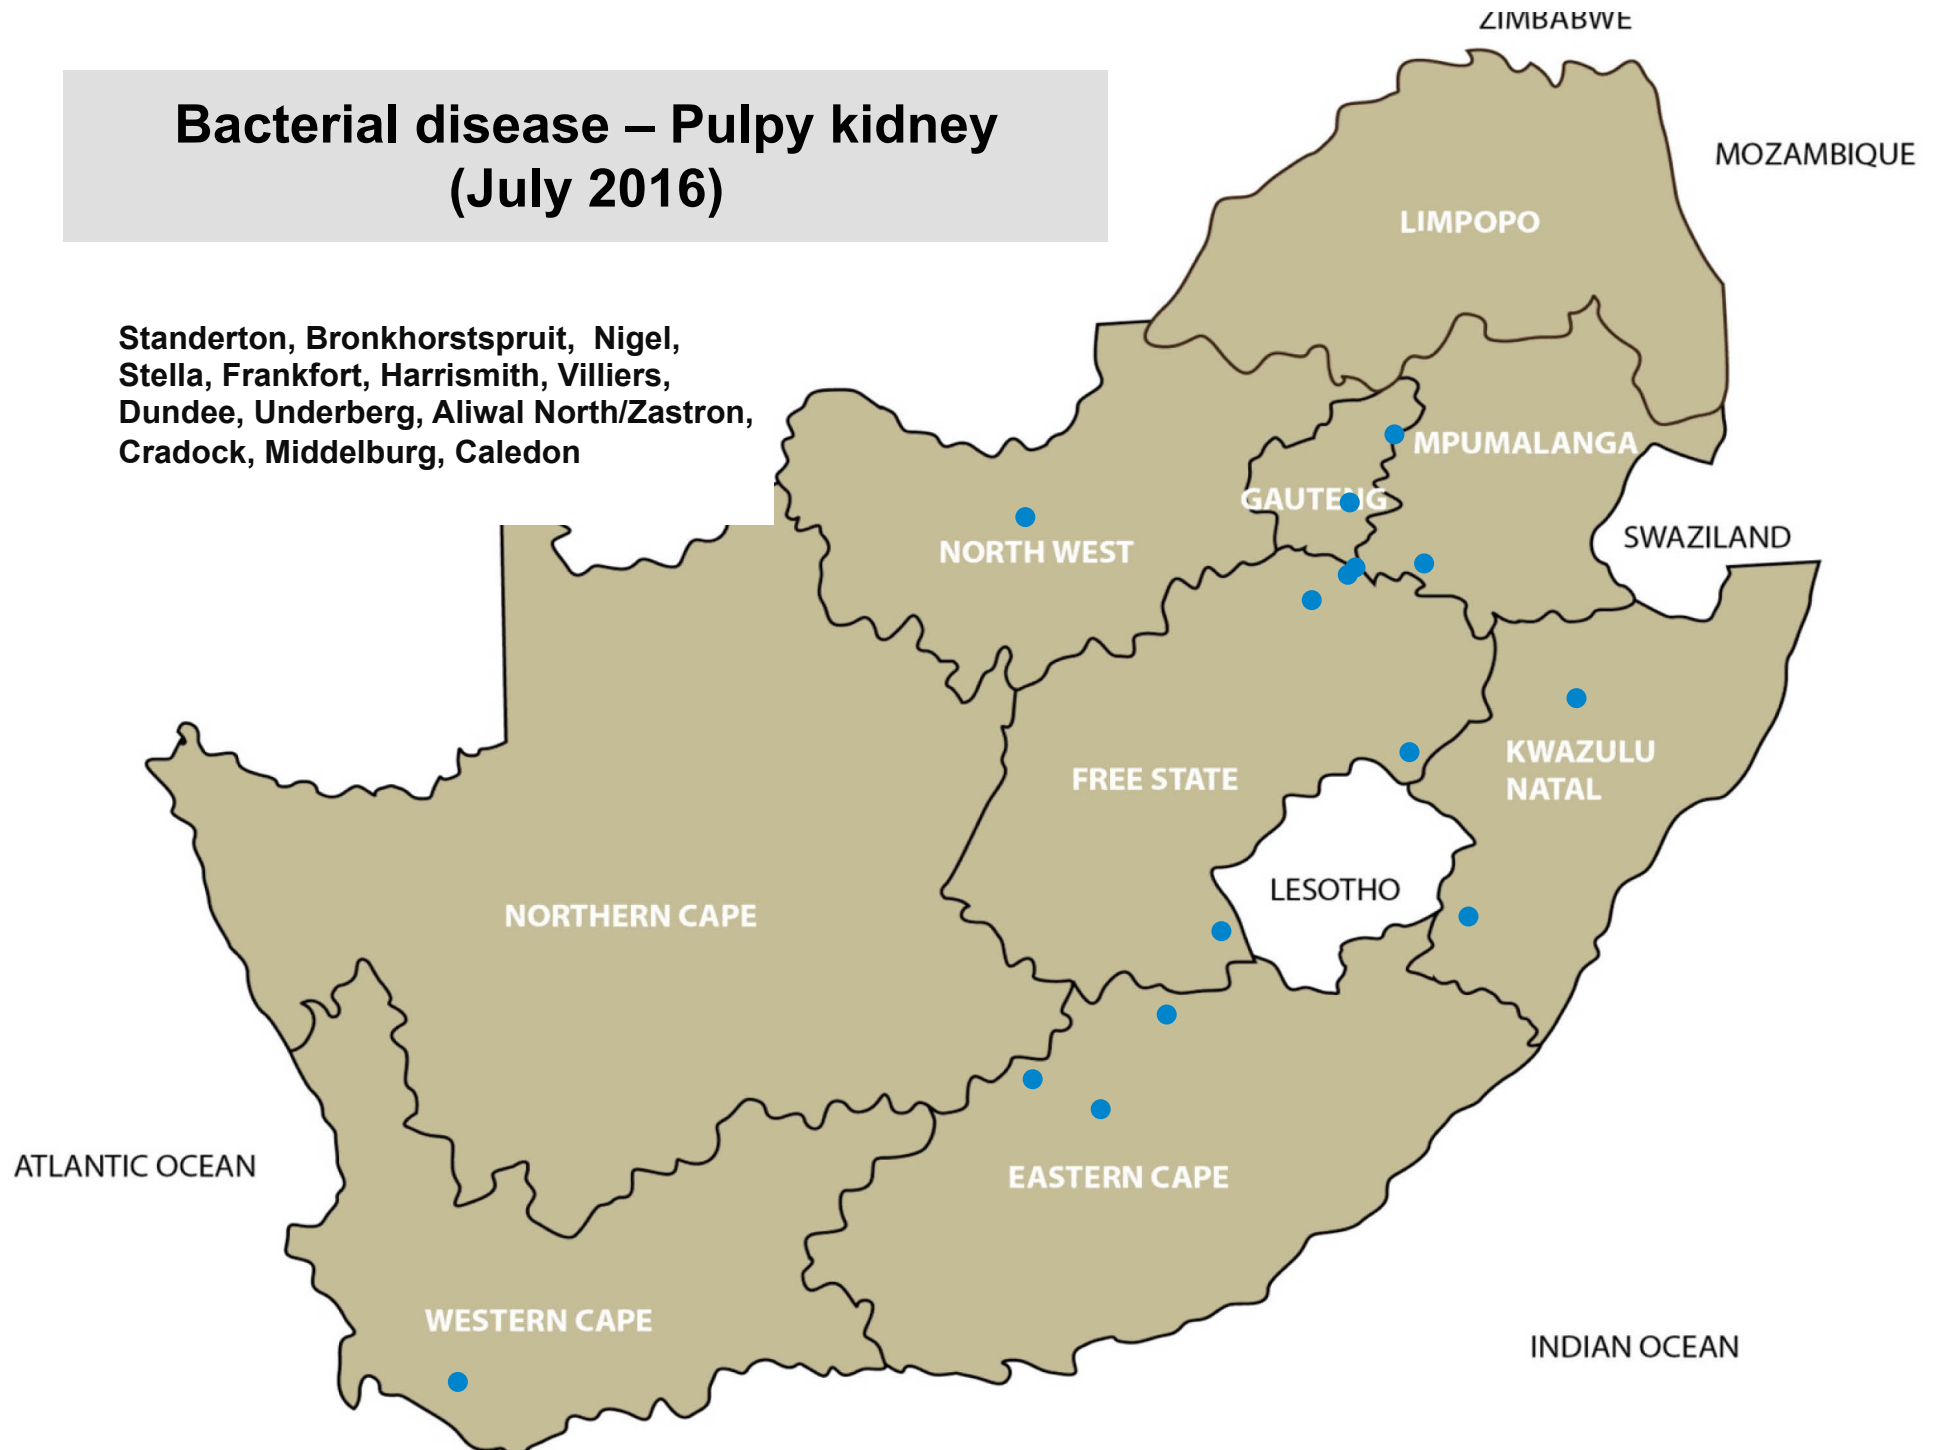 ZIMBABWE
Bacterial disease – Pulpy kidney
(July 2016)
MOZAMBIQUE
LIMPOPO
Standerton, Bronkhorstspruit, Nigel,
Stella, Frankfort, Harrismith, Villiers,
Dundee, Underberg, Aliwal North/Zastron,
Cradock, Middelburg, Caledon
MPUMALANGA
GAUTENG
SWAZILAND
NORTH WEST
KWAZULU
NATAL
FREE STATE
LESOTHO
NORTHERN CAPE
ATLANTIC OCEAN
EASTERN CAPE
WESTERN CAPE
INDIAN OCEAN